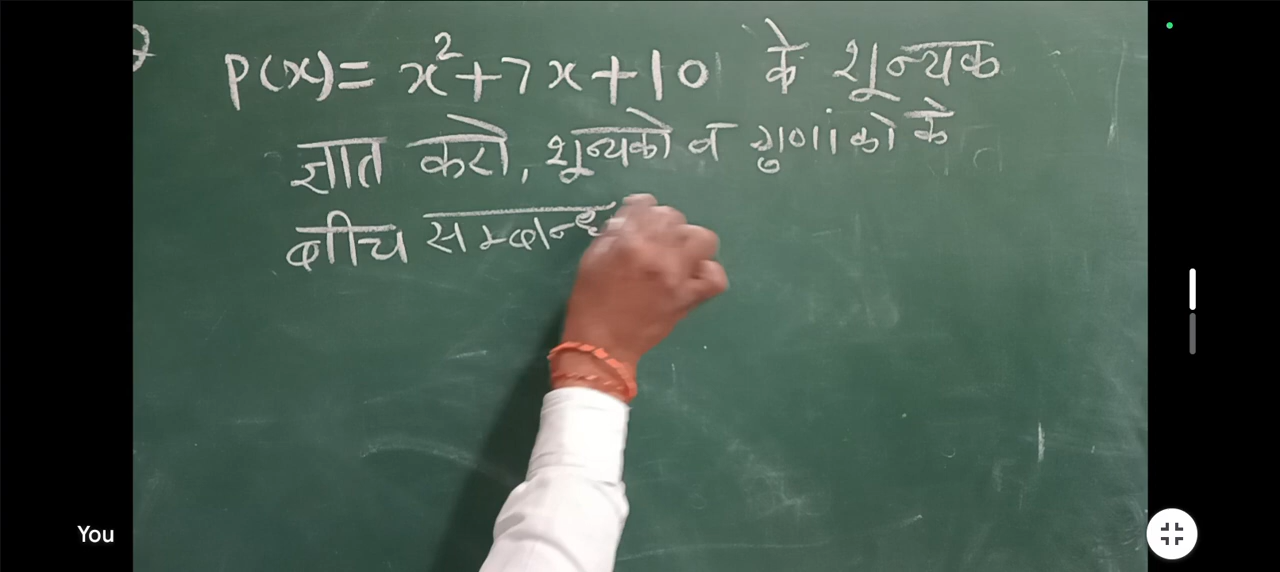 P(x)= x²+7x+10 के शून्यक
ज्ञात करो, शून्यको व गुणांको के
बीच सम्बन्ध
You